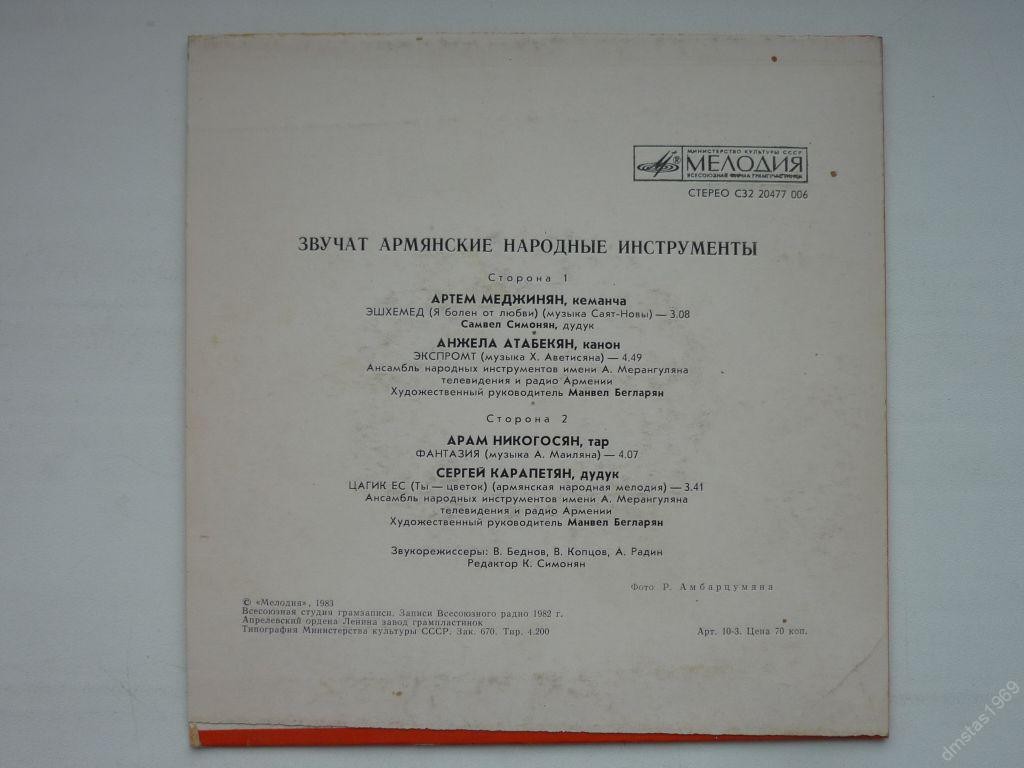 МИНИСТЕРСТВО КУЛЬТУРЫ СССР
МЕЛОДИЯ
ВСЕСОЮЗНАЯ ФИРМА ГРАМПЛАСТИНОК
СТЕРЕО С32 20477 006
ЗВУЧАТ АРМЯНСКИЕ НАРОДНЫЕ ИНСТРУМЕНТЫ
Сторона 1
АРТЕМ МЕДЖИНЯН, кеманча
ЭШХЕМЕД (Я болен от любви) (музыка Саят-Новы) — 3.08
Самвел Симонян, дудук
*
АНЖЕЛА АТАБЕКЯН, канон
ЭКСПРОМТ (музыка Х. Аветисяна) — 4.49
Ансамбль народных инструментов имени А. Мерангуляна
телевидения и радио Армении
Художественный руководитель Манвел Бегларян
*
Сторона 2
АРАМ НИКОГОСЯН, тар
ФАНТАЗИЯ (музыка А. Маиляна) — 4.07
СЕРГЕЙ КАРАПЕТЯН, дудук
ЦАГИК ЕС (Ты — цветок) (армянская народная мелодия) — 3.41
Ансамбль народных инструментов имени А. Мерангуляна
телевидения и радио Армении
Художественный руководитель Манвел Бегларян
Звукорежиссеры: В. Беднов, В. Копцов, А. Радин
Редактор К. Симонян
Фото Р. Амбарцумяна
© «Мелодия», 1983
Всесоюзная студия грамзаписи. Записи Всесоюзного радио 1982 г.
Апрелевский ордена Ленина завод грампластинок
Типография Министерства культуры СССР. Зак. 670. Тир. 4.200
Арт. 10-3. Цена 70 коп.
dmstas1969